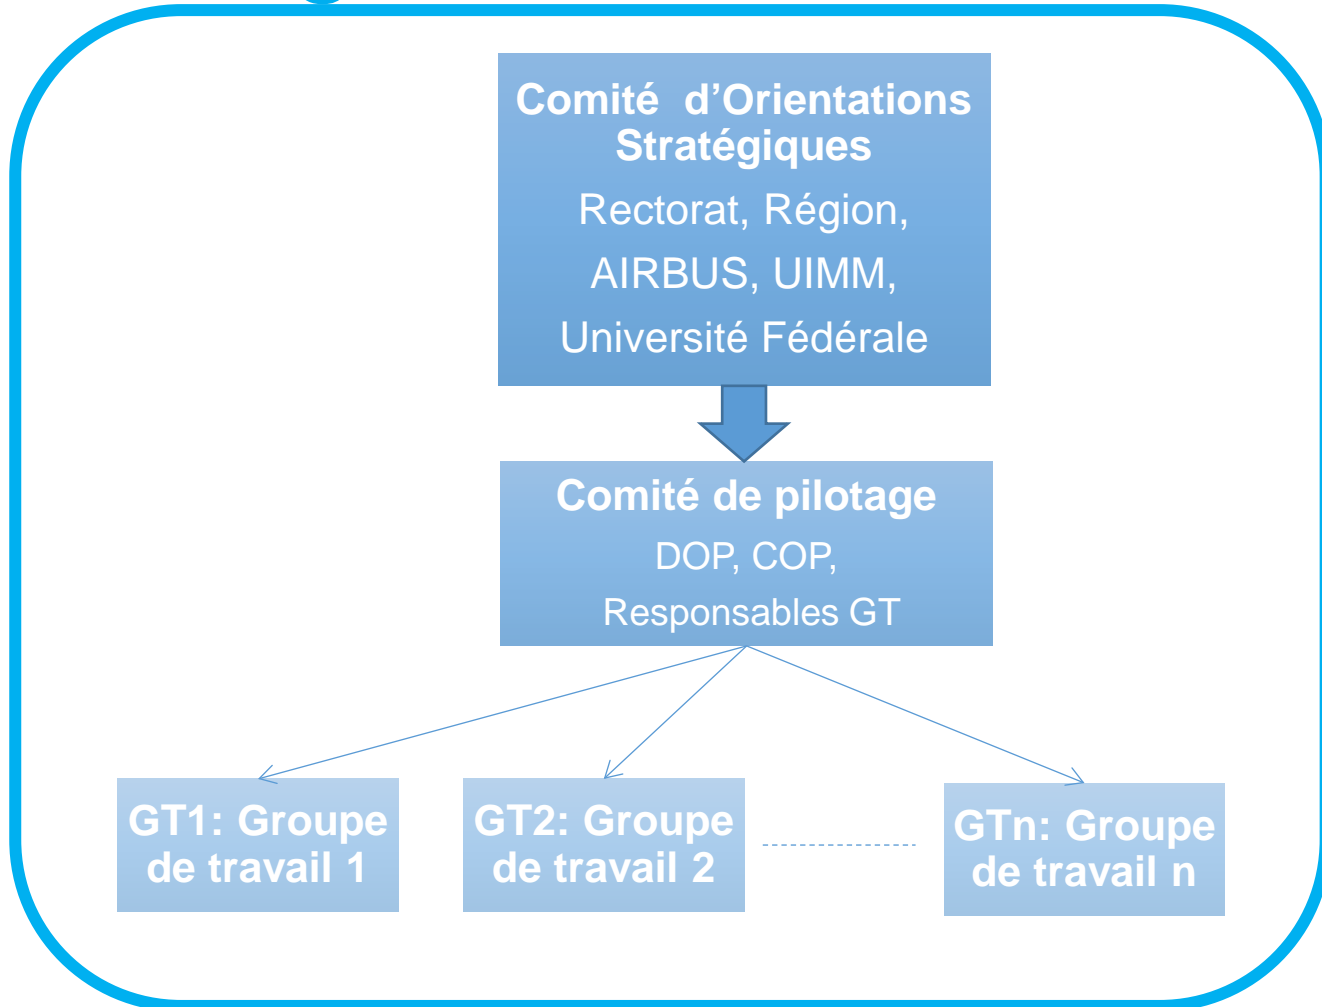 Comité d’Orientations
Stratégiques
Rectorat, Région,
AIRBUS, UIMM,
Université Fédérale
Comité de pilotage
DOP, COP,
Responsables GT
GT1: Groupe
de travail 1
GT2: Groupe
de travail 2
GTn: Groupe
de travail n